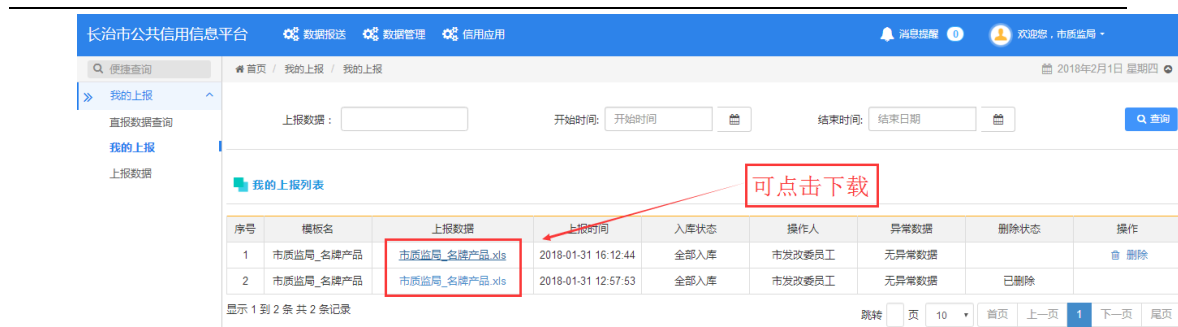 长治市公共信用信息平台 数据报送 数据管理 信用应用 消息提醒 0 欢迎您，市质监局
便捷查询 首页 / 我的上报 / 我的上报 2018年2月1日 星期四
我的上报
直报数据查询 上报数据： 开始时间: 开始时间 结束时间: 结束日期 查询
我的上报
上报数据
我的上报列表 可点击下载
序号 模板名 上报数据 上报时间 入库状态 操作人 异常数据 删除状态 操作
1 市质监局_名牌产品 市质监局_名牌产品.xls 2018-01-31 16:12:44 全部入库 市发改委员工 无异常数据 删除
2 市质监局_名牌产品 市质监局_名牌产品.xls 2018-01-31 12:57:53 全部入库 市发改委员工 无异常数据 已删除
显示 1 到 2 条 共 2 条记录 跳转 页 10 首页 上一页 1 下一页 尾页